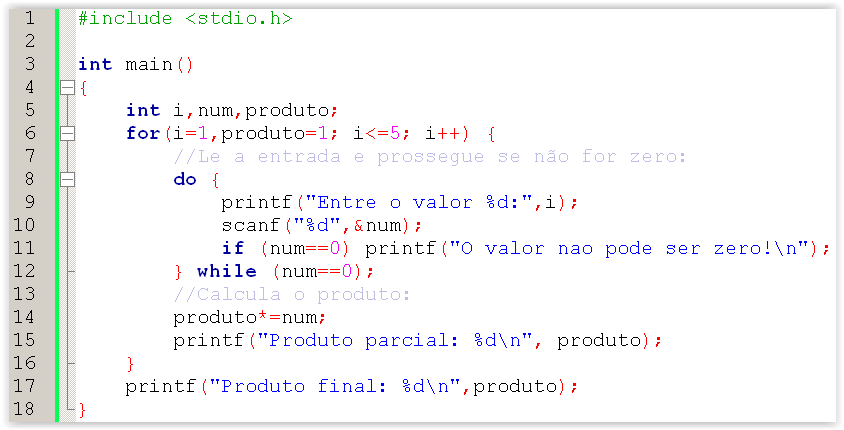 1 #include <stdio.h>
2
3 int main()
4 {
5     int i,num,produto;
6     for(i=1,produto=1; i<=5; i++) {
7         //Le a entrada e prossegue se não for zero:
8         do {
9             printf("Entre o valor %d:",i);
10             scanf("%d",&num);
11             if (num==0) printf("O valor nao pode ser zero!\n");
12         } while (num==0);
13         //Calcula o produto:
14         produto*=num;
15         printf("Produto parcial: %d\n", produto);
16     }
17     printf("Produto final: %d\n",produto);
18 }